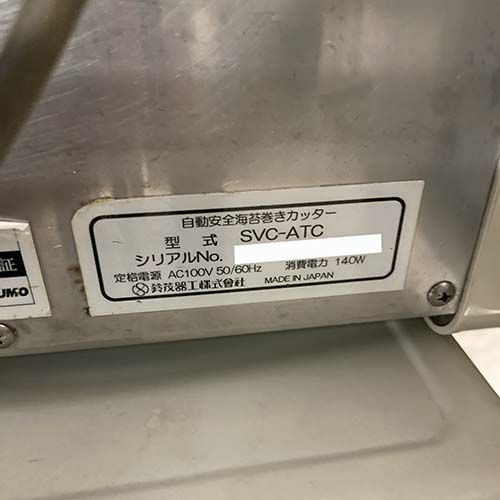 自動安全海苔巻きカッター
型 式 SVC-ATC
シリアルNo.
定格電源 AC100V 50/60Hz 消費電力 140W
鈴茂器工株式會社 MADE IN JAPAN
証